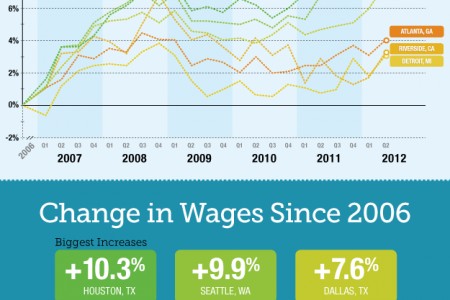 6%
4%
2%
0%
-2%
ATLANTA, GA
RIVERSIDE, CA
DETROIT, MI
2006
Q1 Q2 Q3 Q4 Q1 Q2 Q3 Q4 Q1 Q2 Q3 Q4 Q1 Q2 Q3 Q4 Q1 Q2 Q3 Q4 Q1 Q2
2007 2008 2009 2010 2011 2012
Change in Wages Since 2006
Biggest Increases
+10.3% +9.9% +7.6%
HOUSTON, TX SEATTLE, WA DALLAS, TX